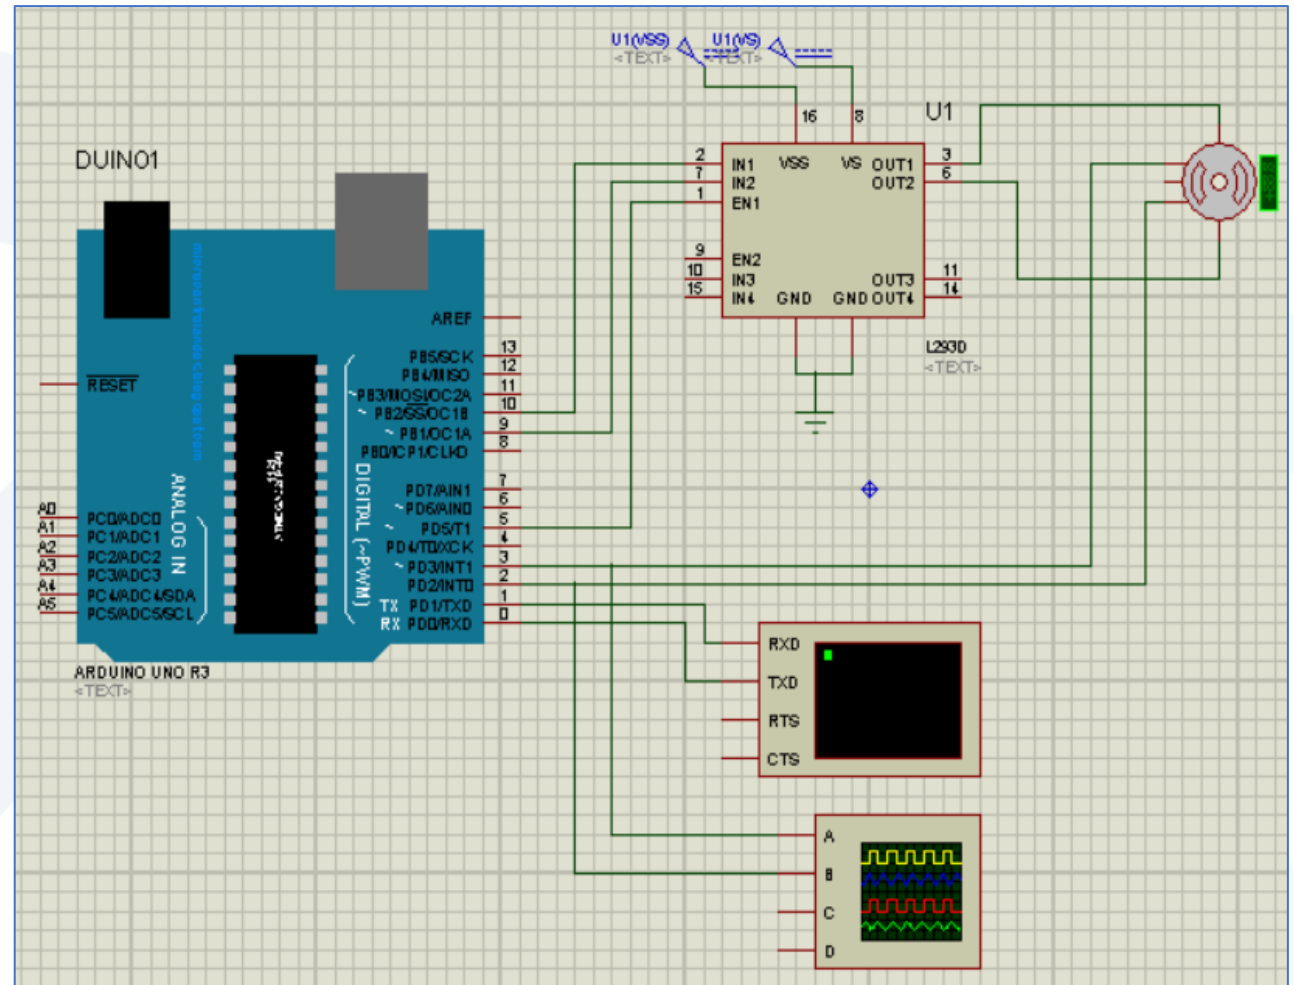 U1(VSS)
<TEXT>
U1(VS)
<TEXT>
DUINO1
microcontrolandos.blogspot.com
RESET
AREF
PB5/SCK 13
PB4/MISO 12
~PB3/MOSI/OC2A 11
~ PB2/SS/OC1B 10
~ PB1/OC1A 9
PB0/ICP1/CLKO 8
PD7/AIN1 7
~PD6/AIN0 6
~ PD5/T1 5
PD4/T0/XCK 4
~ PD3/INT1 3
PD2/INT0 2
TX PD1/TXD 1
RX PD0/RXD 0
DIGITAL (~PWM)
ANALOG IN
A0 PC0/ADC0
A1 PC1/ADC1
A2 PC2/ADC2
A3 PC3/ADC3
A4 PC4/ADC4/SDA
A5 PC5/ADC5/SCL
ARDUINO UNO R3
<TEXT>
U1
16 8
2 IN1 VSS VS OUT1 3
7 IN2 OUT2 6
1 EN1
9 EN2
10 IN3 OUT3 11
15 IN4 GND GND OUT4 14
L293D
<TEXT>
RXD
TXD
RTS
CTS
A
B
C
D